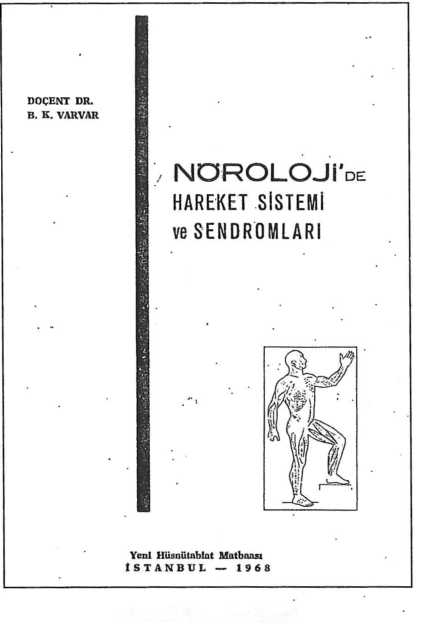 DOÇENT DR.
B. K. VARVAR
NÖROLOJİ'DE
HAREKET SİSTEMİ
ve SENDROMLARI
Yeni Hüsnütabiat Matbaası
İSTANBUL — 1968